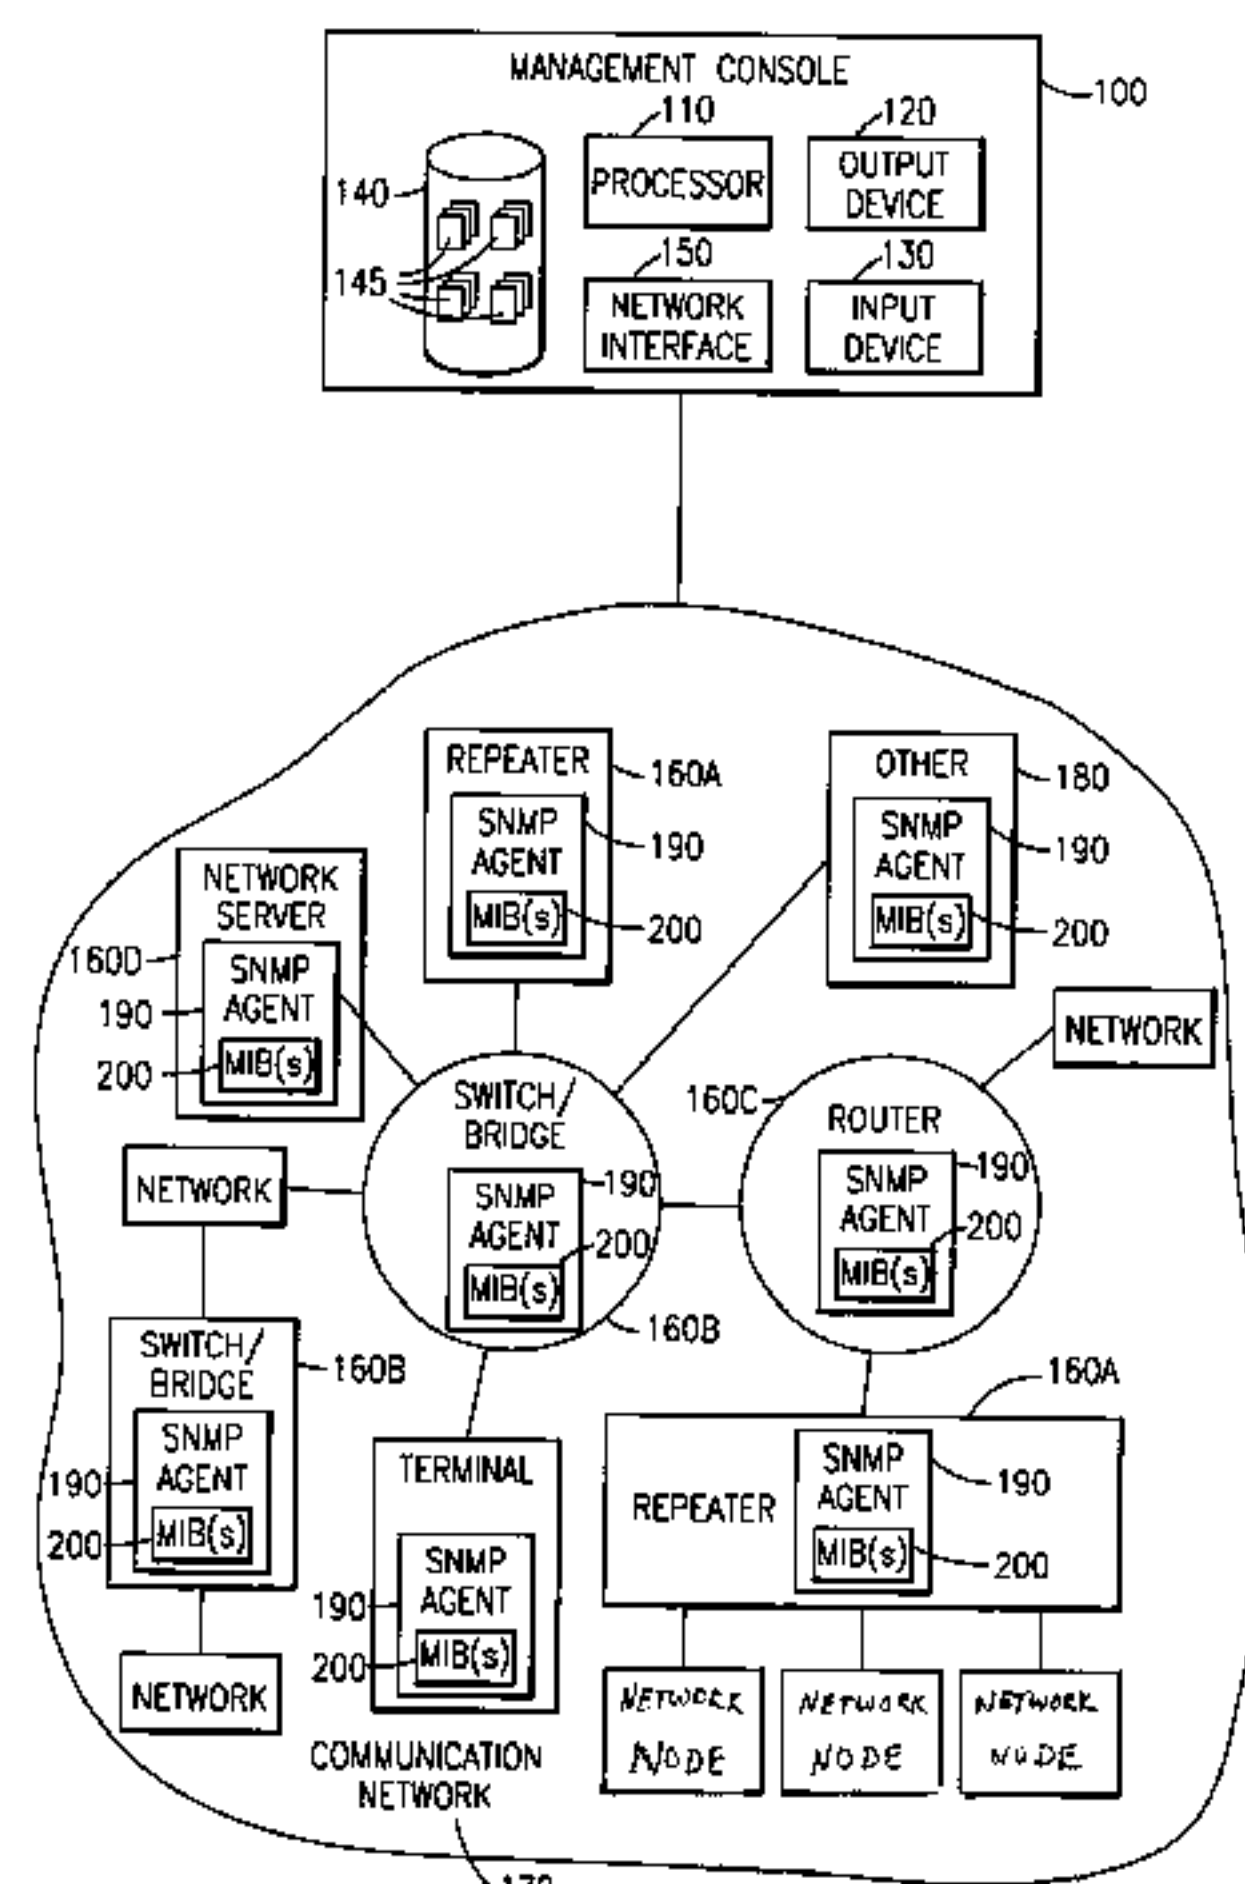 MANAGEMENT CONSOLE
100
110
120
140
PROCESSOR
OUTPUT
DEVICE
150
130
145
NETWORK
INTERFACE
INPUT
DEVICE
REPEATER
160A
SNMP
AGENT
190
MIB(s)
200
OTHER
180
SNMP
AGENT
190
MIB(s)
200
NETWORK
SERVER
160D
SNMP
AGENT
190
MIB(s)
200
NETWORK
SWITCH/
BRIDGE
190
SNMP
AGENT
200
MIB(s)
160B
160C
ROUTER
190
SNMP
AGENT
200
MIB(s)
NETWORK
SWITCH/
BRIDGE
160B
SNMP
AGENT
190
MIB(s)
200
NETWORK
TERMINAL
SNMP
AGENT
190
MIB(s)
200
160A
REPEATER
SNMP
AGENT
190
MIB(s)
200
NETWORK
NODE
NETWORK
NODE
NETWORK
NODE
COMMUNICATION
NETWORK